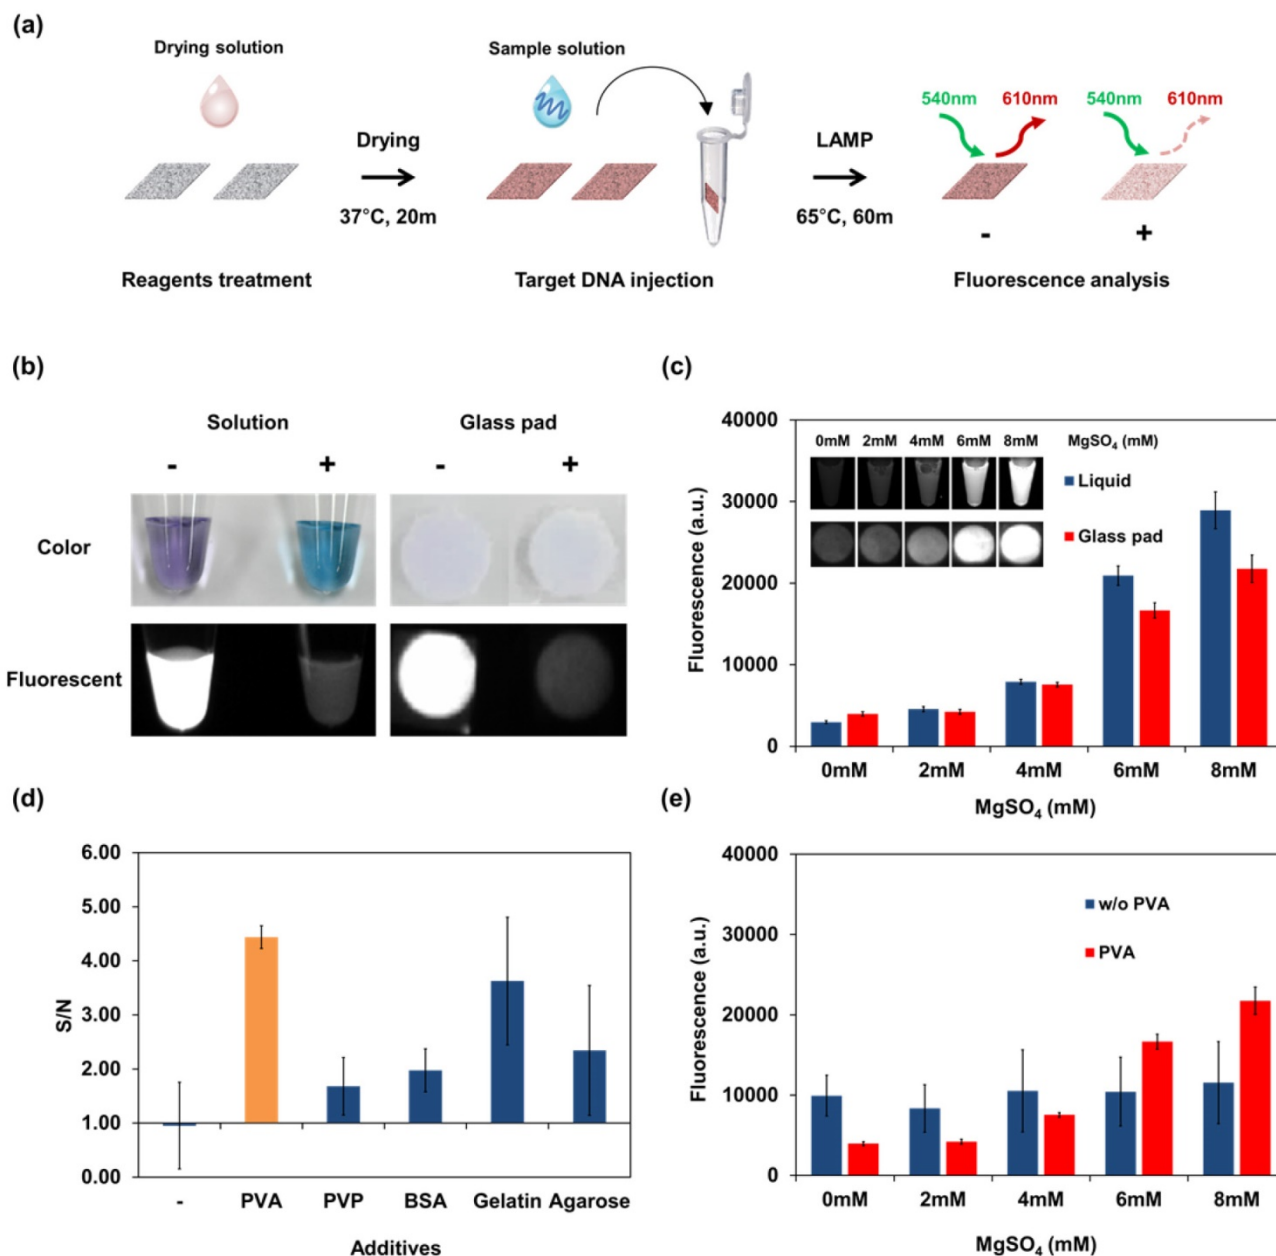 (a)
Drying solution
Sample solution
540nm 610nm 540nm 610nm
Drying
LAMP
37°C, 20m
65°C, 60m
- +
Reagents treatment
Target DNA injection
Fluorescence analysis
(b)
Solution
Glass pad
- + - +
Color
Fluorescent
(c)
40000
30000
20000
10000
0
Fluorescence (a.u.)
0mM 2mM 4mM 6mM 8mM MgSO₄ (mM)
Liquid
Glass pad
0mM 2mM 4mM 6mM 8mM
MgSO₄ (mM)
(d)
6.00
5.00
4.00
3.00
2.00
1.00
0.00
S/N
- PVA PVP BSA Gelatin Agarose
Additives
(e)
40000
30000
20000
10000
0
Fluorescence (a.u.)
w/o PVA
PVA
0mM 2mM 4mM 6mM 8mM
MgSO₄ (mM)